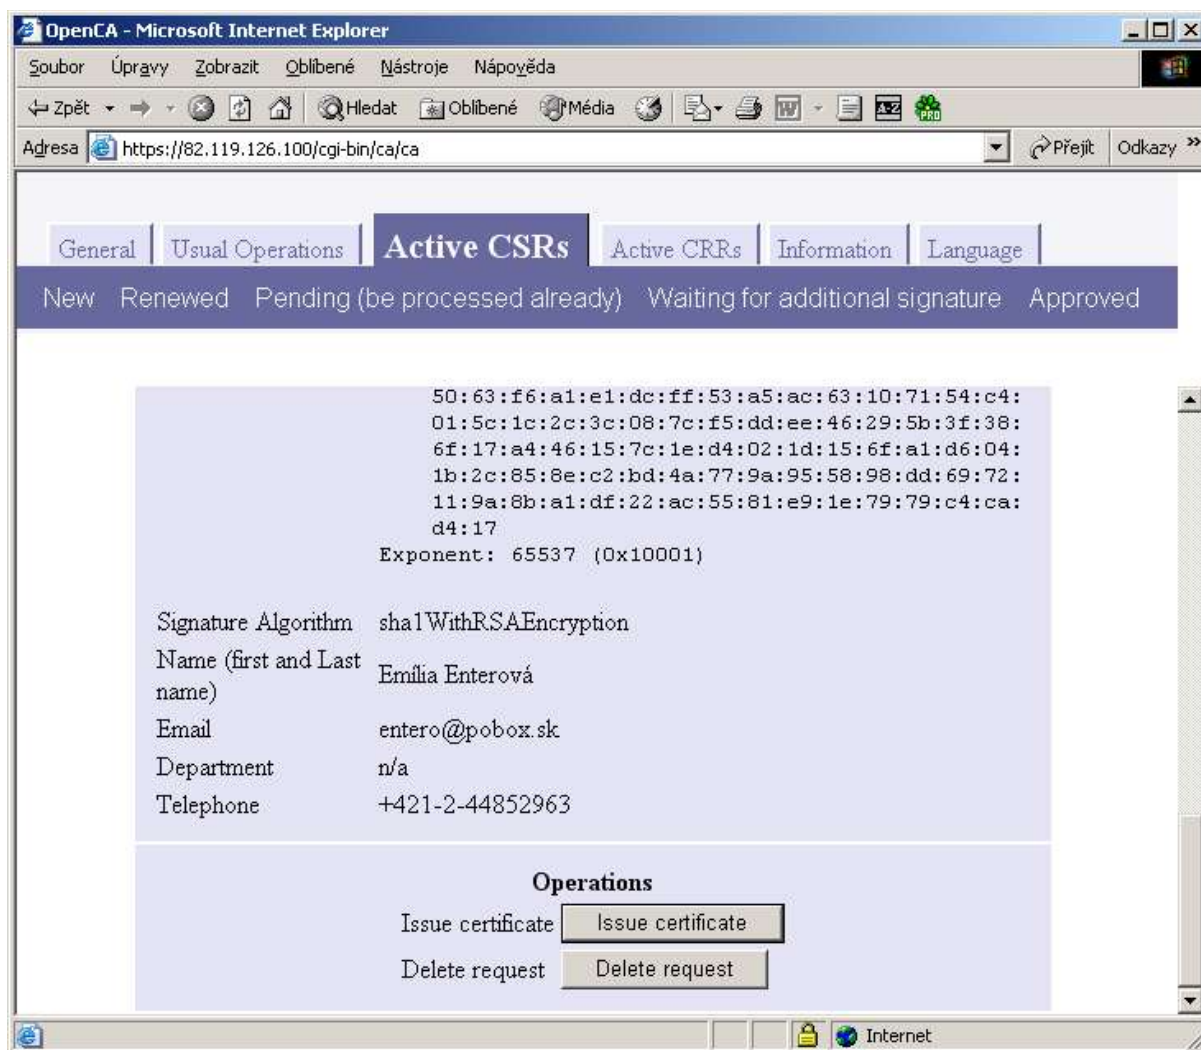 OpenCA - Microsoft Internet Explorer
Soubor Úpravy Zobrazit Oblíbené Nástroje Nápověda
Zpět Hledat Oblíbené Média
Adresa https://82.119.126.100/cgi-bin/ca/ca Přejít Odkazy »
General Usual Operations Active CSRs Active CRRs Information Language
New Renewed Pending (be processed already) Waiting for additional signature Approved
50:63:f6:a1:e1:dc:ff:53:a5:ac:63:10:71:54:c4:
01:5c:1c:2c:3c:08:7c:f5:dd:ee:46:29:5b:3f:38:
6f:17:a4:46:15:7c:1e:d4:02:1d:15:6f:a1:d6:04:
1b:2c:85:8e:c2:bd:4a:77:9a:95:58:98:dd:69:72:
11:9a:8b:a1:df:22:ac:55:81:e9:1e:79:79:c4:ca:
d4:17
Exponent: 65537 (0x10001)
Signature Algorithm sha1WithRSAEncryption
Name (first and Last
name) Emília Enterová
Email entero@pobox.sk
Department n/a
Telephone +421-2-44852963
Operations
Issue certificate Issue certificate
Delete request Delete request
Internet